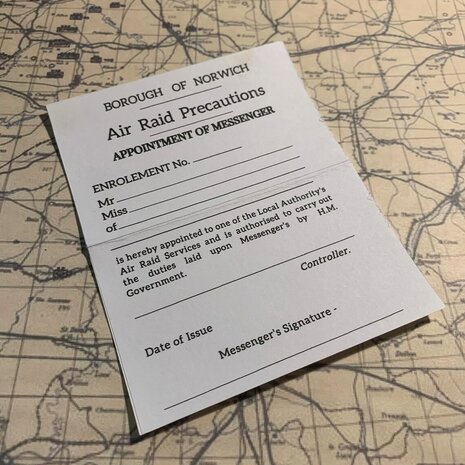 BOROUGH OF NORWICH
Air Raid Precautions
APPOINTMENT OF MESSENGER
ENROLEMENT No.
Mr
Miss
of
is hereby appointed to one of the Local Authority's
Air Raid Services and is authorised to carry out
the duties laid upon Messenger's by H.M.
Government.
Controller.
Date of Issue
Messenger's Signature -